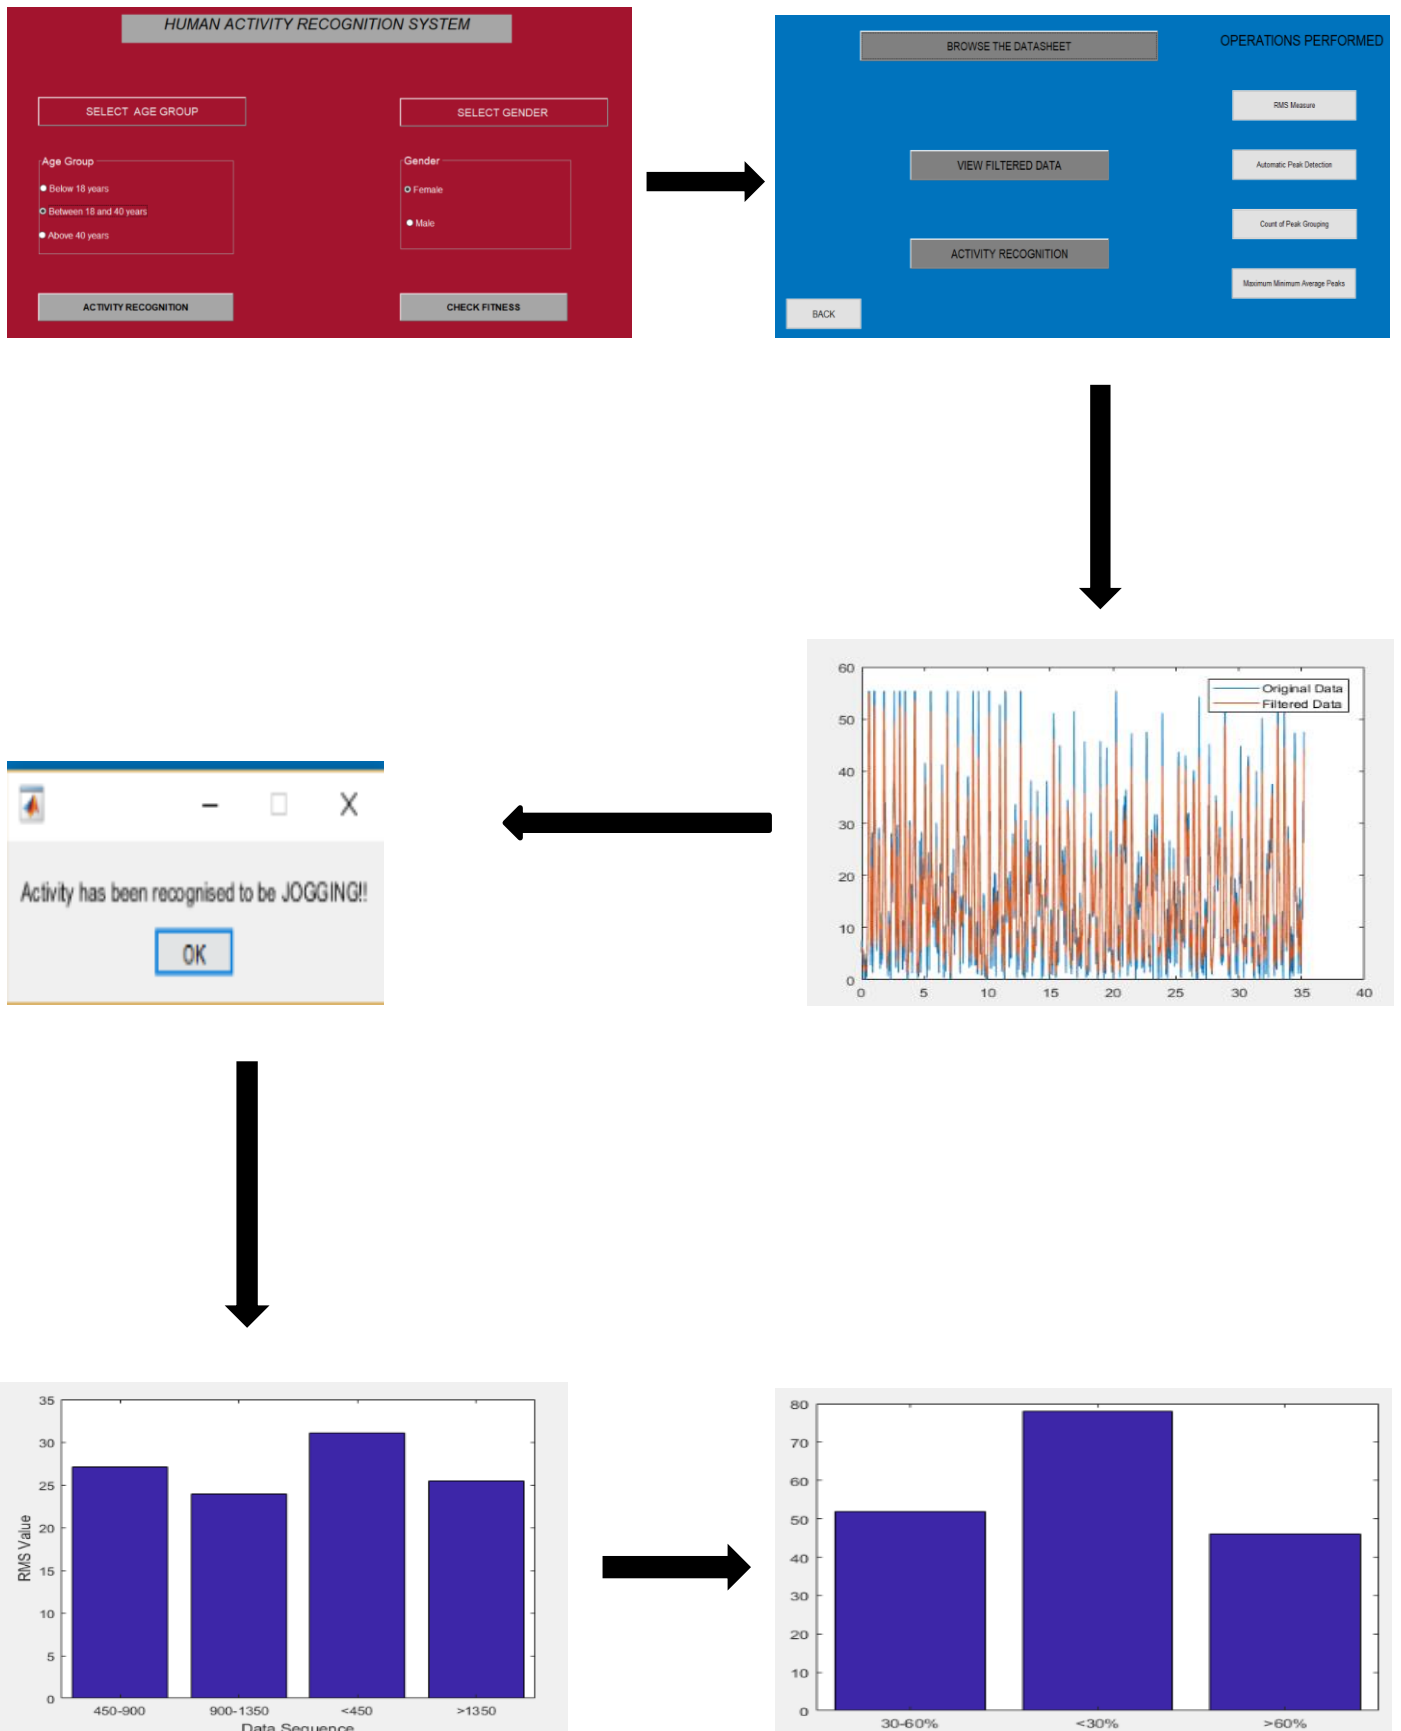 HUMAN ACTIVITY RECOGNITION SYSTEM
SELECT AGE GROUP
SELECT GENDER
Age Group
Below 18 years
Between 18 and 40 years
Above 40 years
Gender
Female
Male
ACTIVITY RECOGNITION
CHECK FITNESS
BROWSE THE DATASHEET
OPERATIONS PERFORMED
RMS Measure
VIEW FILTERED DATA
Automatic Peak Detection
Count of Peak Grouping
ACTIVITY RECOGNITION
Maximum Minimum Average Peaks
BACK
60
50
40
30
20
10
0
Original Data
Filtered Data
0 5 10 15 20 25 30 35 40
Activity has been recognised to be JOGGING!!
OK
35
30
25
20
15
10
5
0
RMS Value
450-900 900-1350 <450 >1350
Data Sequence
80
70
60
50
40
30
20
10
0
30-60% <30% >60%